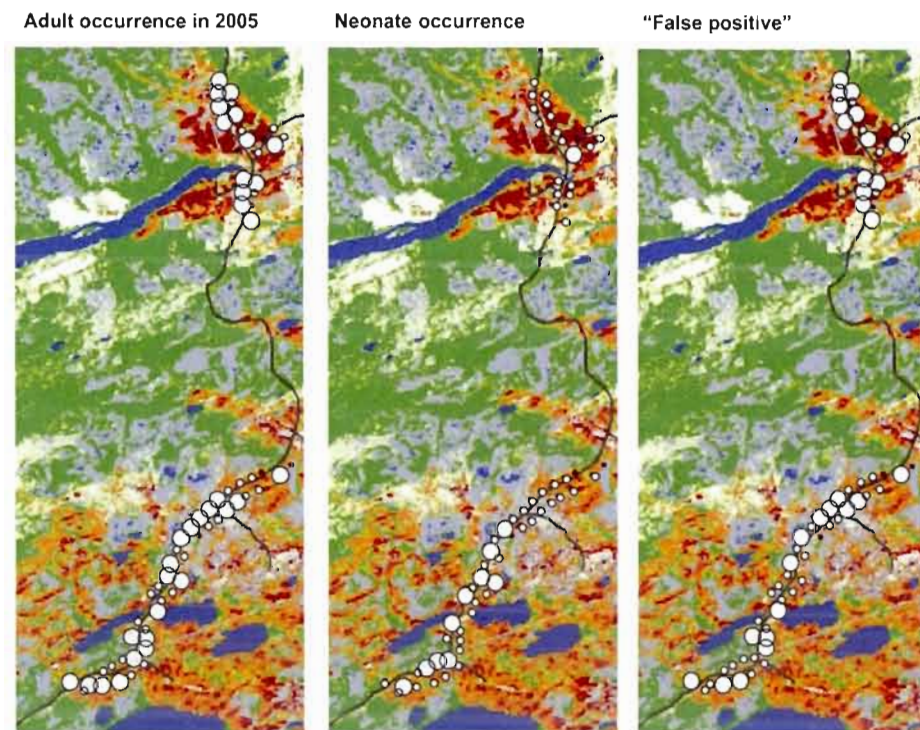 Adult occurrence in 2005
Neonate occurrence
“False positive”